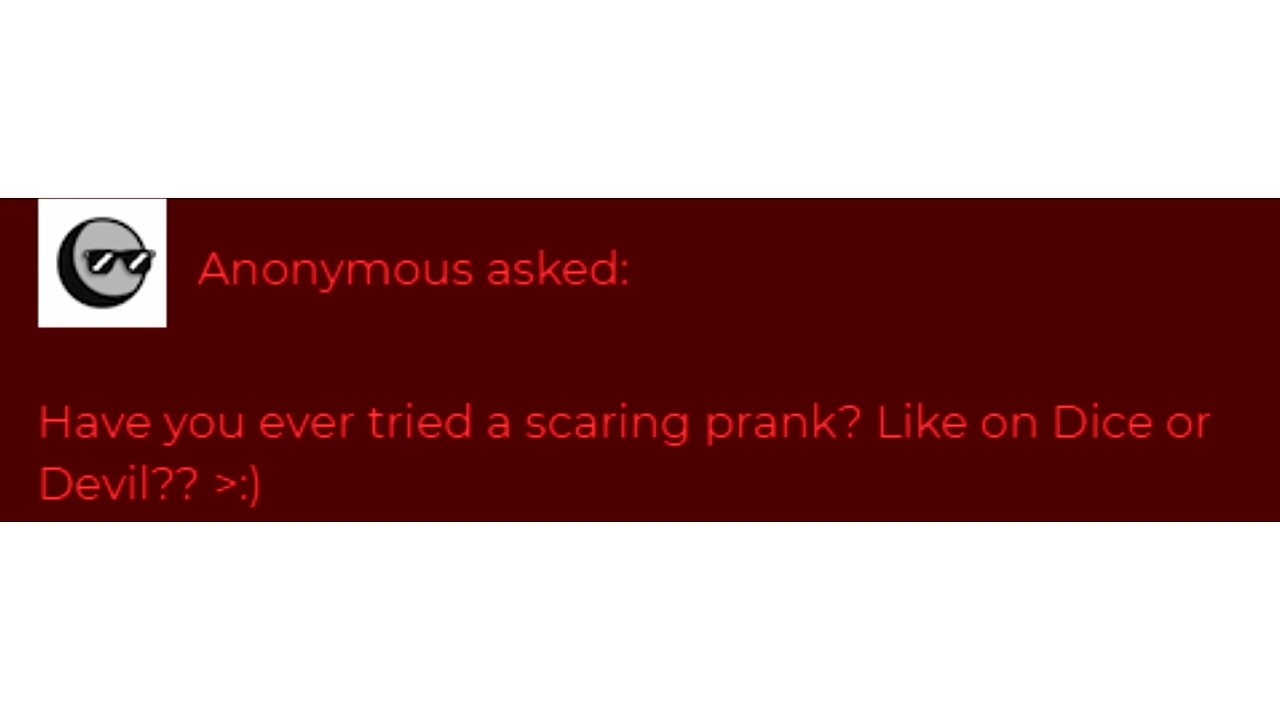 Anonymous asked:
Have you ever tried a scaring prank? Like on Dice or
Devil?? >:)